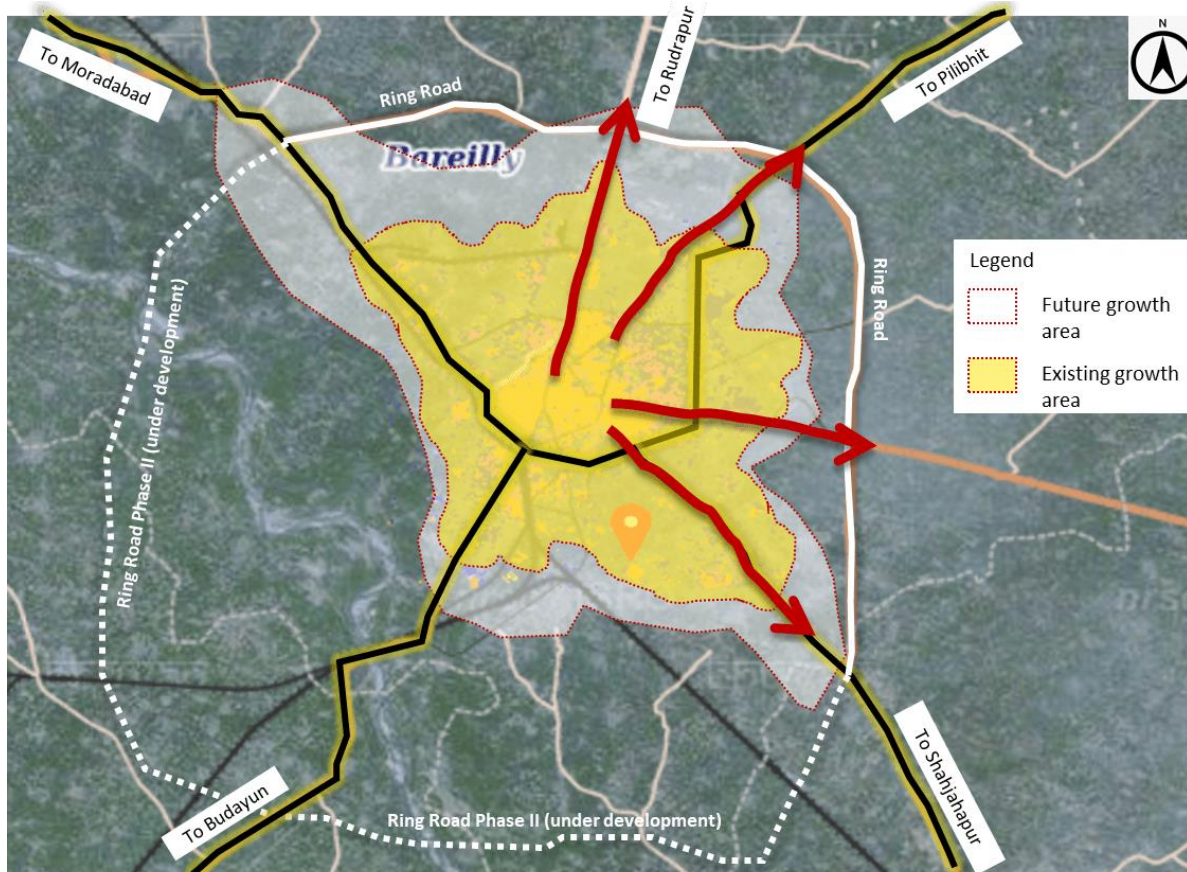 N
To Moradabad
Ring Road
To Rudrapur
To Pilibhit
Bareilly
Ring Road
Legend
Future growth
area
Existing growth
area
Ring Road Phase II (under development)
To Budayun
Ring Road Phase II (under development)
To Shahjahapur